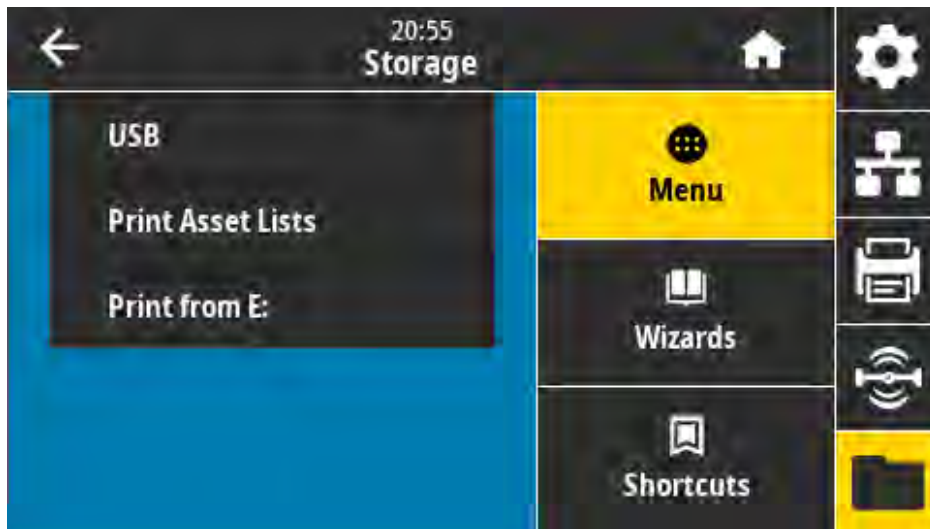 20:55
Storage
USB
Print Asset Lists
Print from E:
Menu
Wizards
Shortcuts